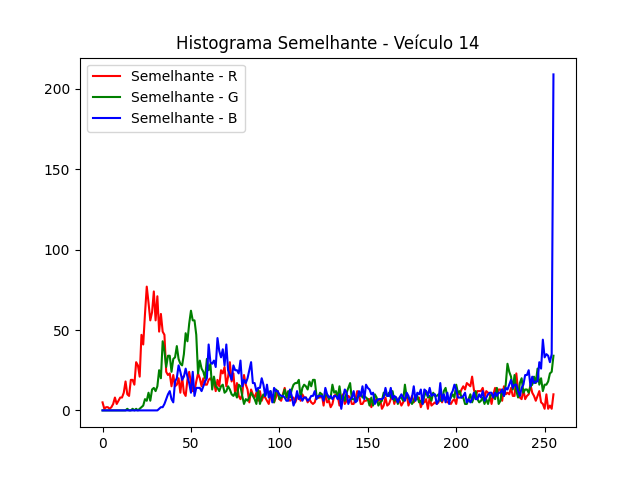 Histograma Semelhante - Veículo 14
Semelhante - R
Semelhante - G
Semelhante - B
200
150
100
50
0
0 50 100 150 200 250